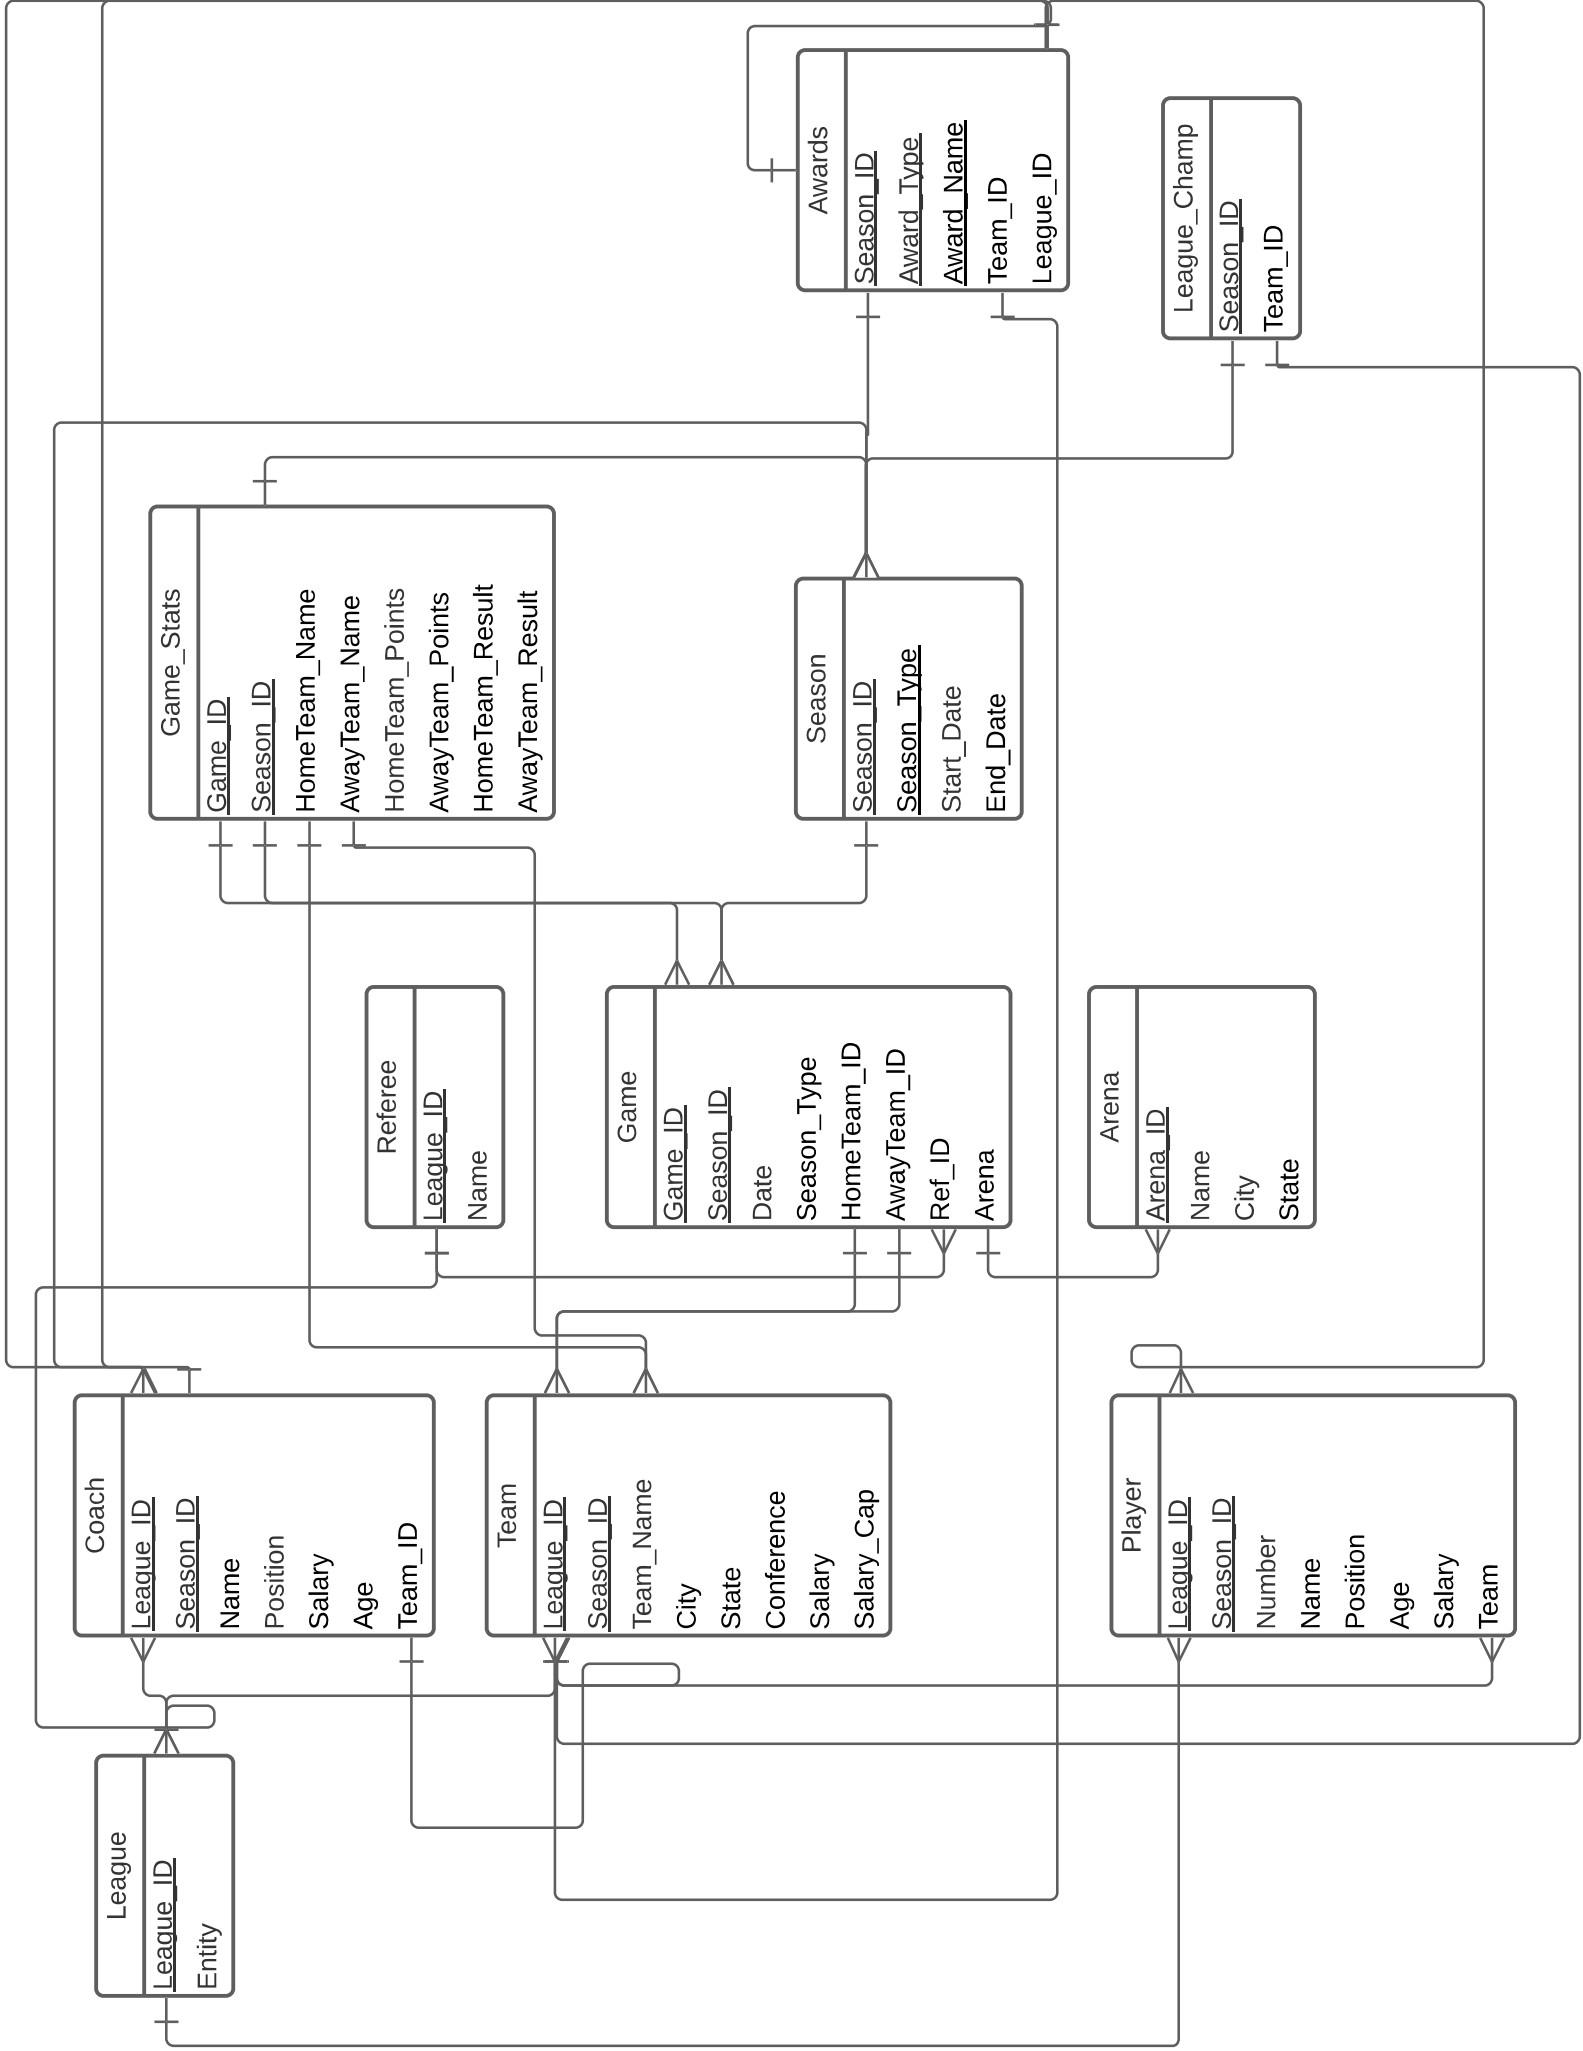 League
League_ID
Entity
Coach
League_ID
Season_ID
Name
Position
Salary
Age
Team_ID
Team
League_ID
Season_ID
Team_Name
City
State
Conference
Salary
Salary_Cap
Player
League_ID
Season_ID
Number
Name
Position
Age
Salary
Team
Referee
League_ID
Name
Game
Game_ID
Season_ID
Date
Season_Type
HomeTeam_ID
AwayTeam_ID
Ref_ID
Arena
Arena
Arena_ID
Name
City
State
Game_Stats
Game_ID
Season_ID
HomeTeam_Name
AwayTeam_Name
HomeTeam_Points
AwayTeam_Points
HomeTeam_Result
AwayTeam_Result
Season
Season_ID
Season_Type
Start_Date
End_Date
Awards
Season_ID
Award_Type
Award_Name
Team_ID
League_ID
League_Champ
Season_ID
Team_ID